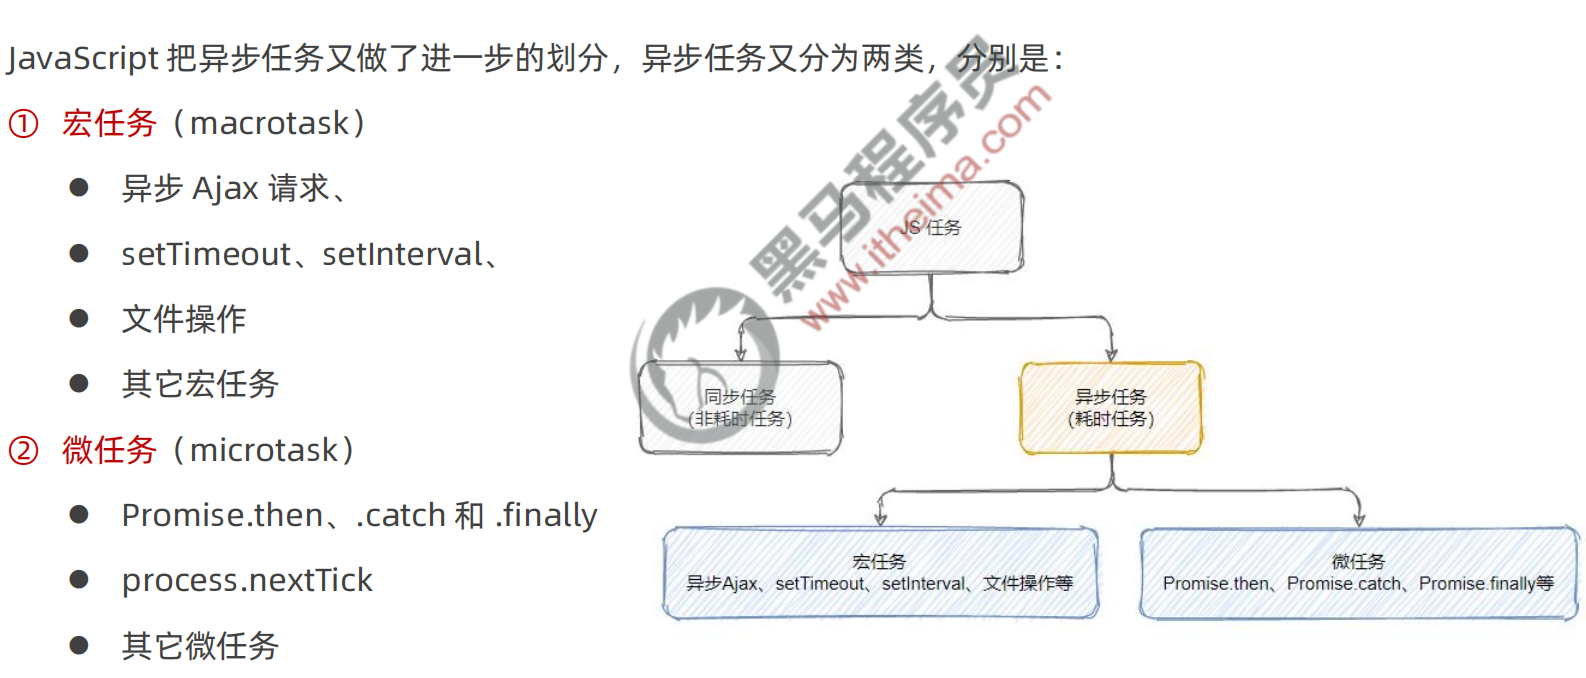 JavaScript 把异步任务又做了进一步的划分，异步任务又分为两类，分别是：
① 宏任务（macrotask）
● 异步 Ajax 请求、
● setTimeout、setInterval、
● 文件操作
● 其它宏任务
② 微任务（microtask）
● Promise.then、.catch 和 .finally
● process.nextTick
● 其它微任务
黑马程序员
www.itheima.com
JS 任务
同步任务
（非耗时任务）
异步任务
（耗时任务）
宏任务
异步Ajax、setTimeout、setInterval、文件操作等
微任务
Promise.then、Promise.catch、Promise.finally等